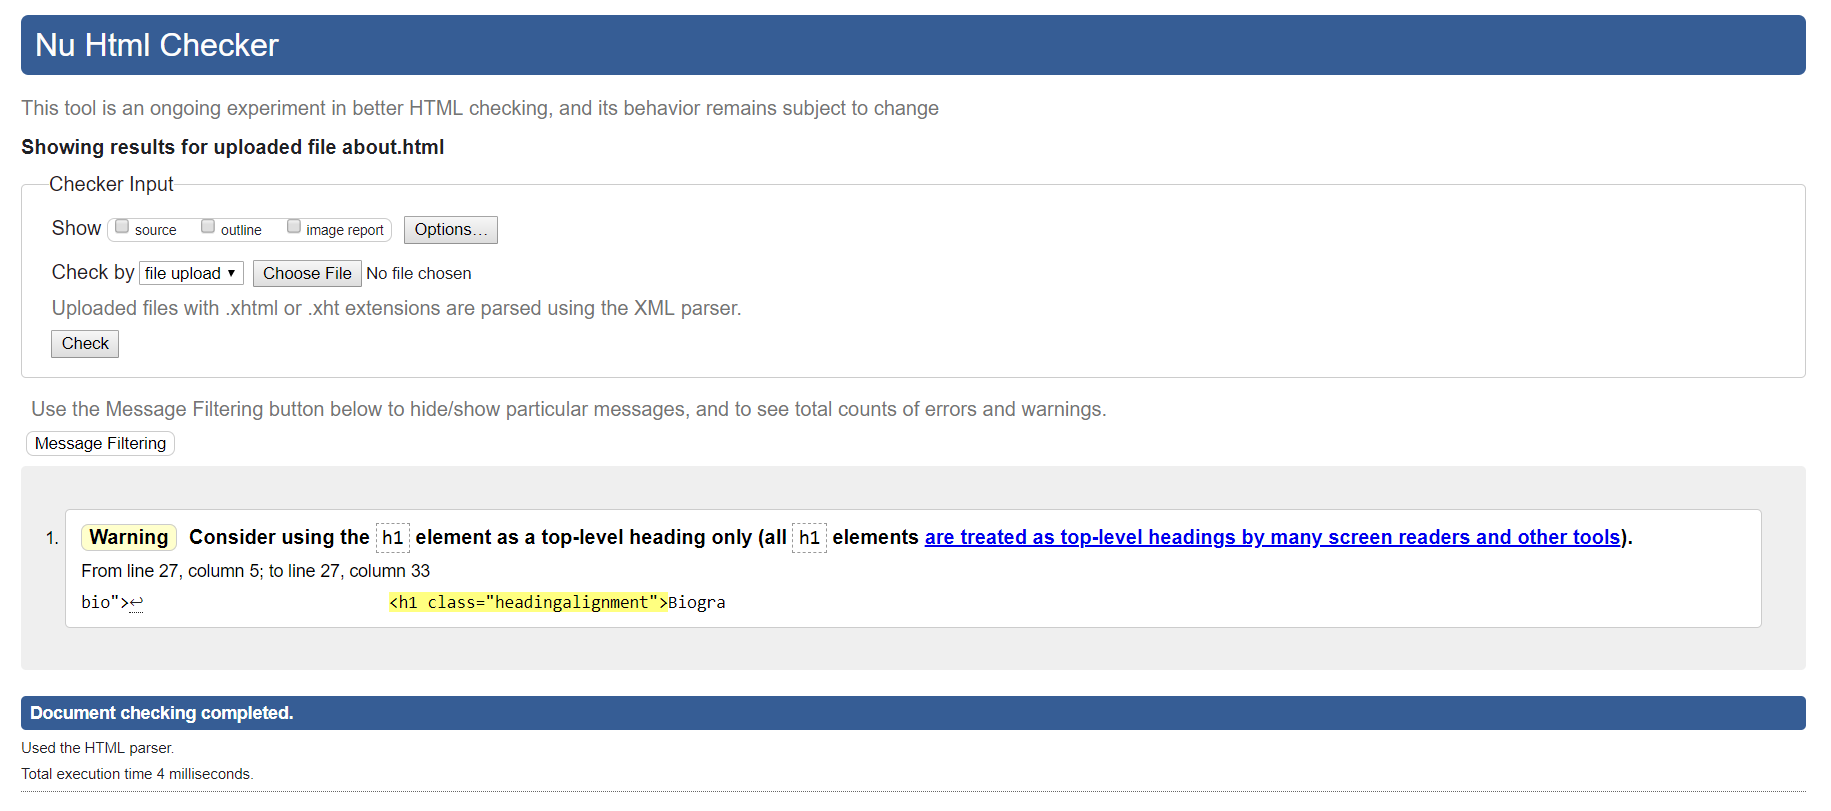 Nu Html Checker
This tool is an ongoing experiment in better HTML checking, and its behavior remains subject to change
Showing results for uploaded file about.html
Checker Input
Show source outline image report Options...
Check by file upload ▼ Choose File No file chosen
Uploaded files with .xhtml or .xht extensions are parsed using the XML parser.
Check
Use the Message Filtering button below to hide/show particular messages, and to see total counts of errors and warnings.
Message Filtering
1. Warning Consider using the h1 element as a top-level heading only (all h1 elements are treated as top-level headings by many screen readers and other tools).
From line 27, column 5; to line 27, column 33
bio">↩ <h1 class="headingalignment">Biogra
Document checking completed.
Used the HTML parser.
Total execution time 4 milliseconds.